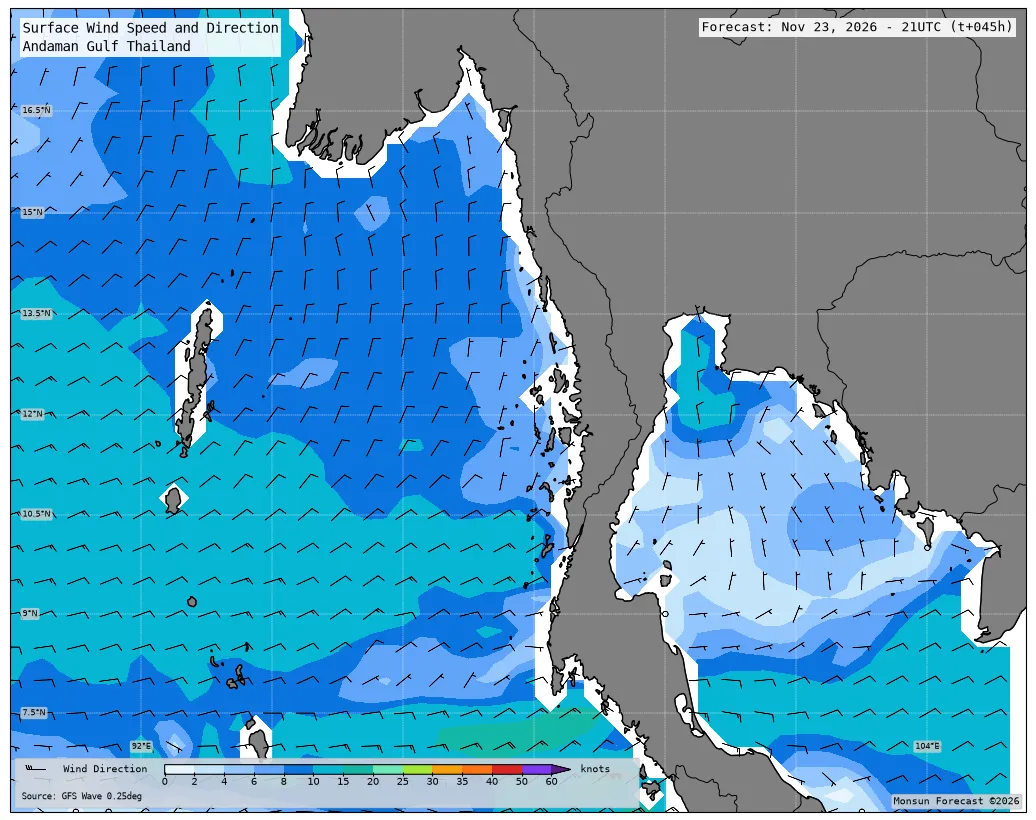 Surface Wind Speed and Direction
Andaman Gulf Thailand
Forecast: Nov 23, 2026 - 21UTC (t+045h)
16.5°N
15°N
13.5°N
12°N
10.5°N
9°N
7.5°N
92°E
104°E
Wind Direction
knots
0 2 4 6 8 10 15 20 25 30 35 40 50 60
Source: GFS Wave 0.25deg
Monsun Forecast ©2026